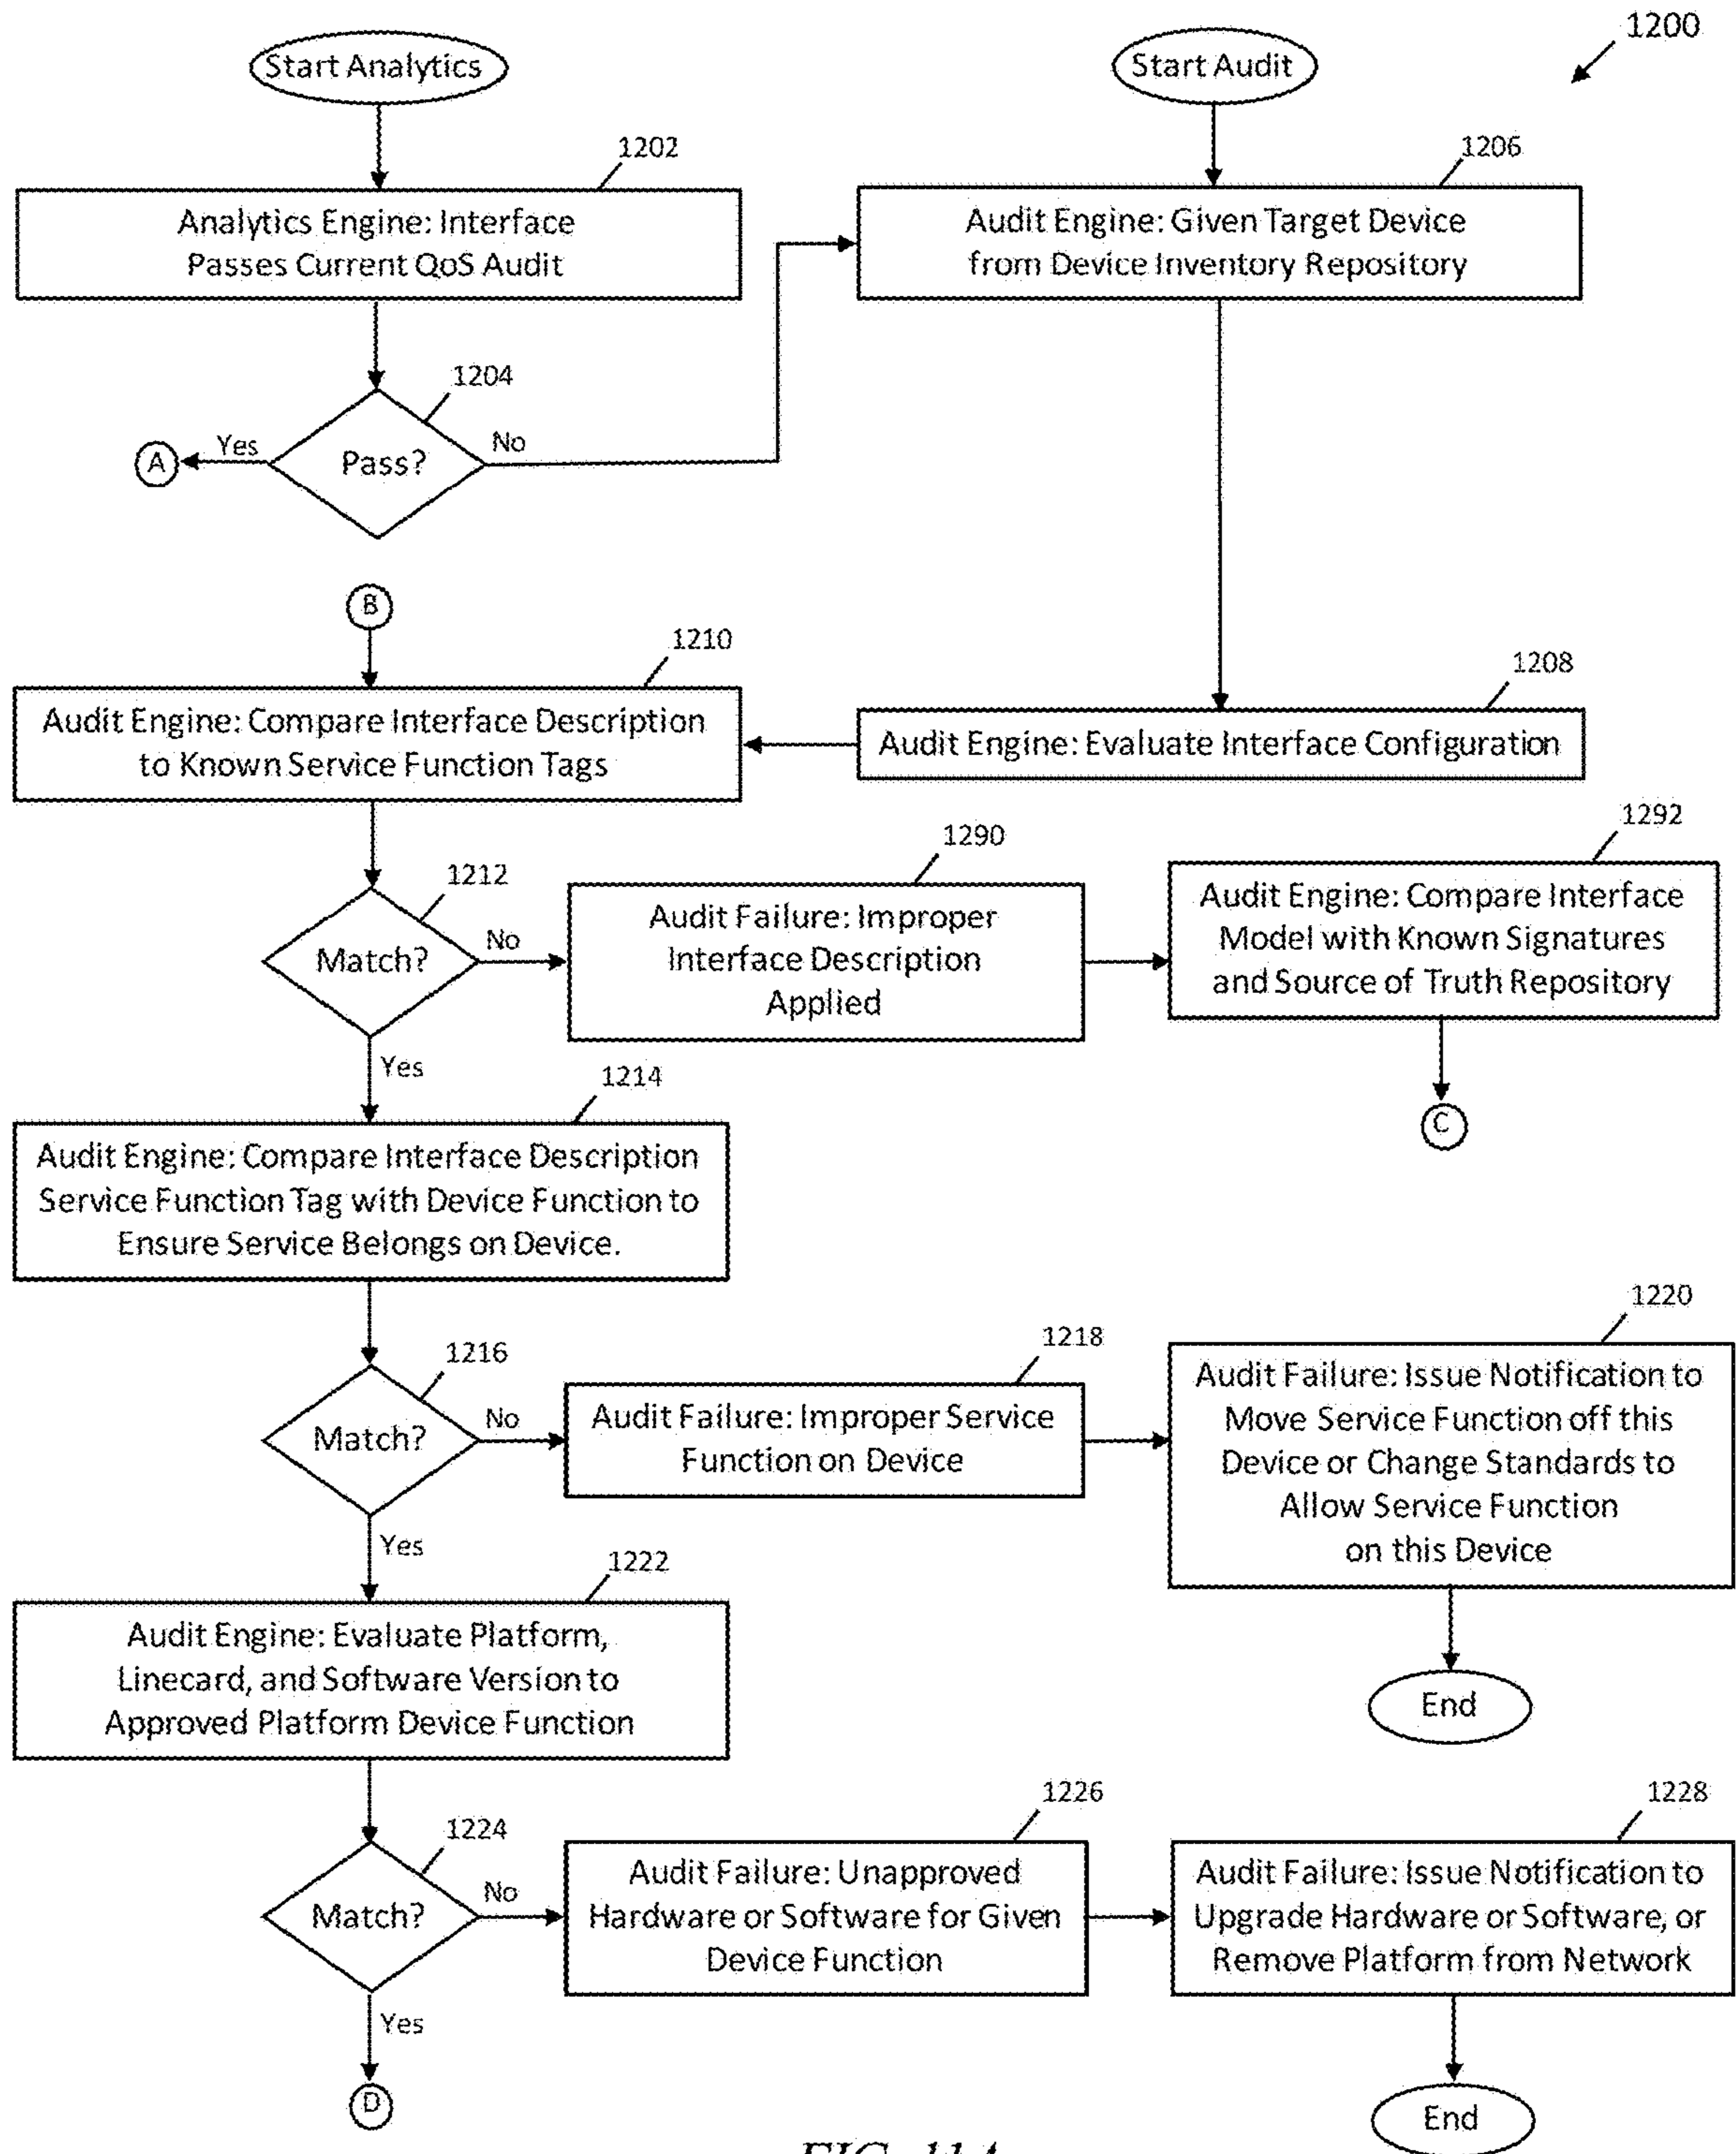 1200
Start Analytics
Start Audit
1202
1206
Analytics Engine: Interface
Passes Current QoS Audit
Audit Engine: Given Target Device
from Device Inventory Repository
1204
Yes
Pass?
No
A
B
1210
1208
Audit Engine: Compare Interface Description
to Known Service Function Tags
Audit Engine: Evaluate Interface Configuration
1212
1290
1292
Match?
No
Audit Failure: Improper
Interface Description
Applied
Audit Engine: Compare Interface
Model with Known Signatures
and Source of Truth Repository
Yes
C
1214
Audit Engine: Compare Interface Description
Service Function Tag with Device Function to
Ensure Service Belongs on Device.
1216
1218
1220
Match?
No
Audit Failure: Improper Service
Function on Device
Audit Failure: Issue Notification to
Move Service Function off this
Device or Change Standards to
Allow Service Function
on this Device
Yes
End
1222
Audit Engine: Evaluate Platform,
Linecard, and Software Version to
Approved Platform Device Function
1224
1226
1228
Match?
No
Audit Failure: Unapproved
Hardware or Software for Given
Device Function
Audit Failure: Issue Notification to
Upgrade Hardware or Software, or
Remove Platform from Network
Yes
D
End